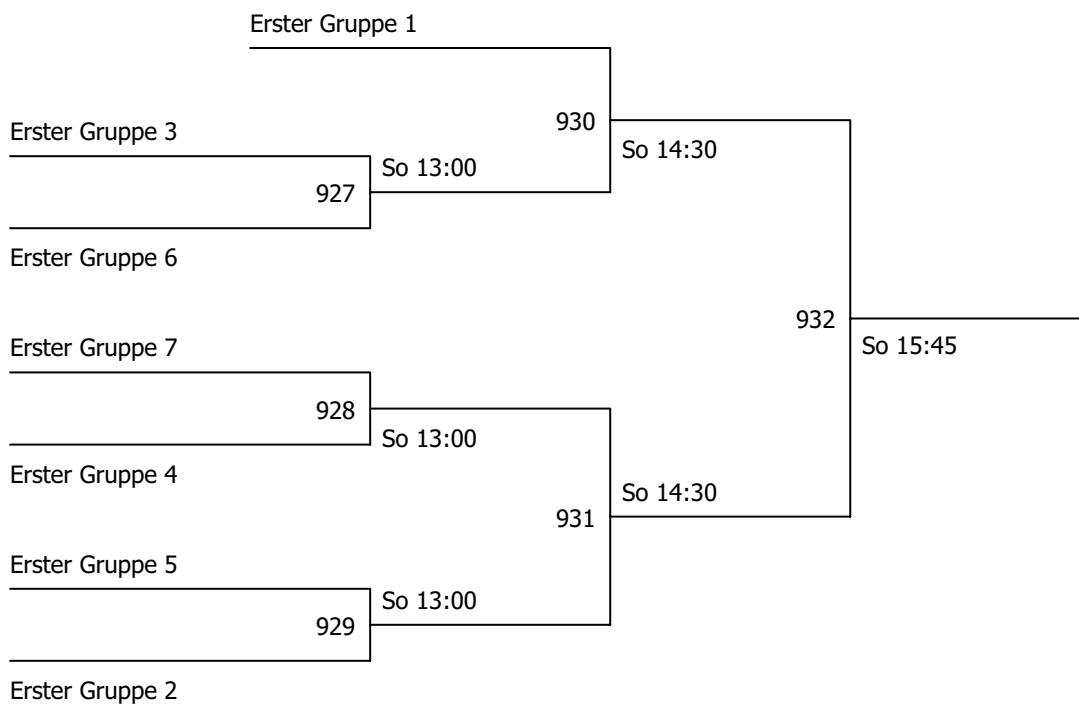 Erster Gruppe 1
930
So 14:30
Erster Gruppe 3
So 13:00
927
Erster Gruppe 6
932
So 15:45
Erster Gruppe 7
928
So 13:00
Erster Gruppe 4
So 14:30
931
Erster Gruppe 5
So 13:00
929
Erster Gruppe 2